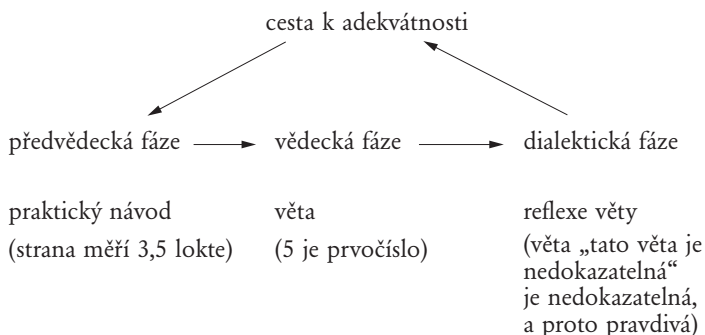 cesta k adekvátnosti
předvědecká fáze
vědecká fáze
dialektická fáze
praktický návod
(strana měří 3,5 lokte)
věta
(5 je prvočíslo)
reflexe věty
(věta „tato věta je
nedokazatelná“
je nedokazatelná,
a proto pravdivá)